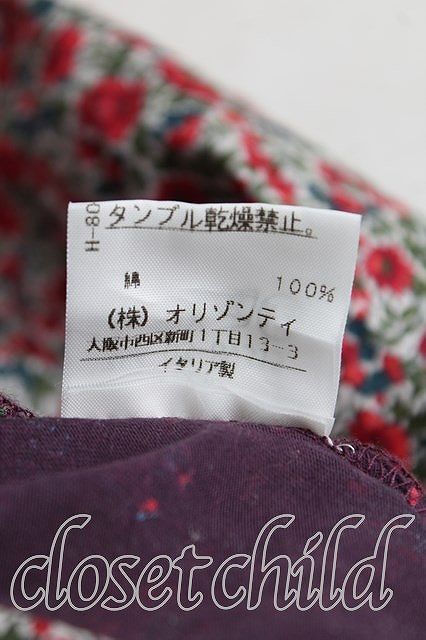 H-80
タンブル乾燥禁止。
綿 100%
(株) オリゾンティ
大阪市西区新町1丁目13-3
イタリア製
closet child